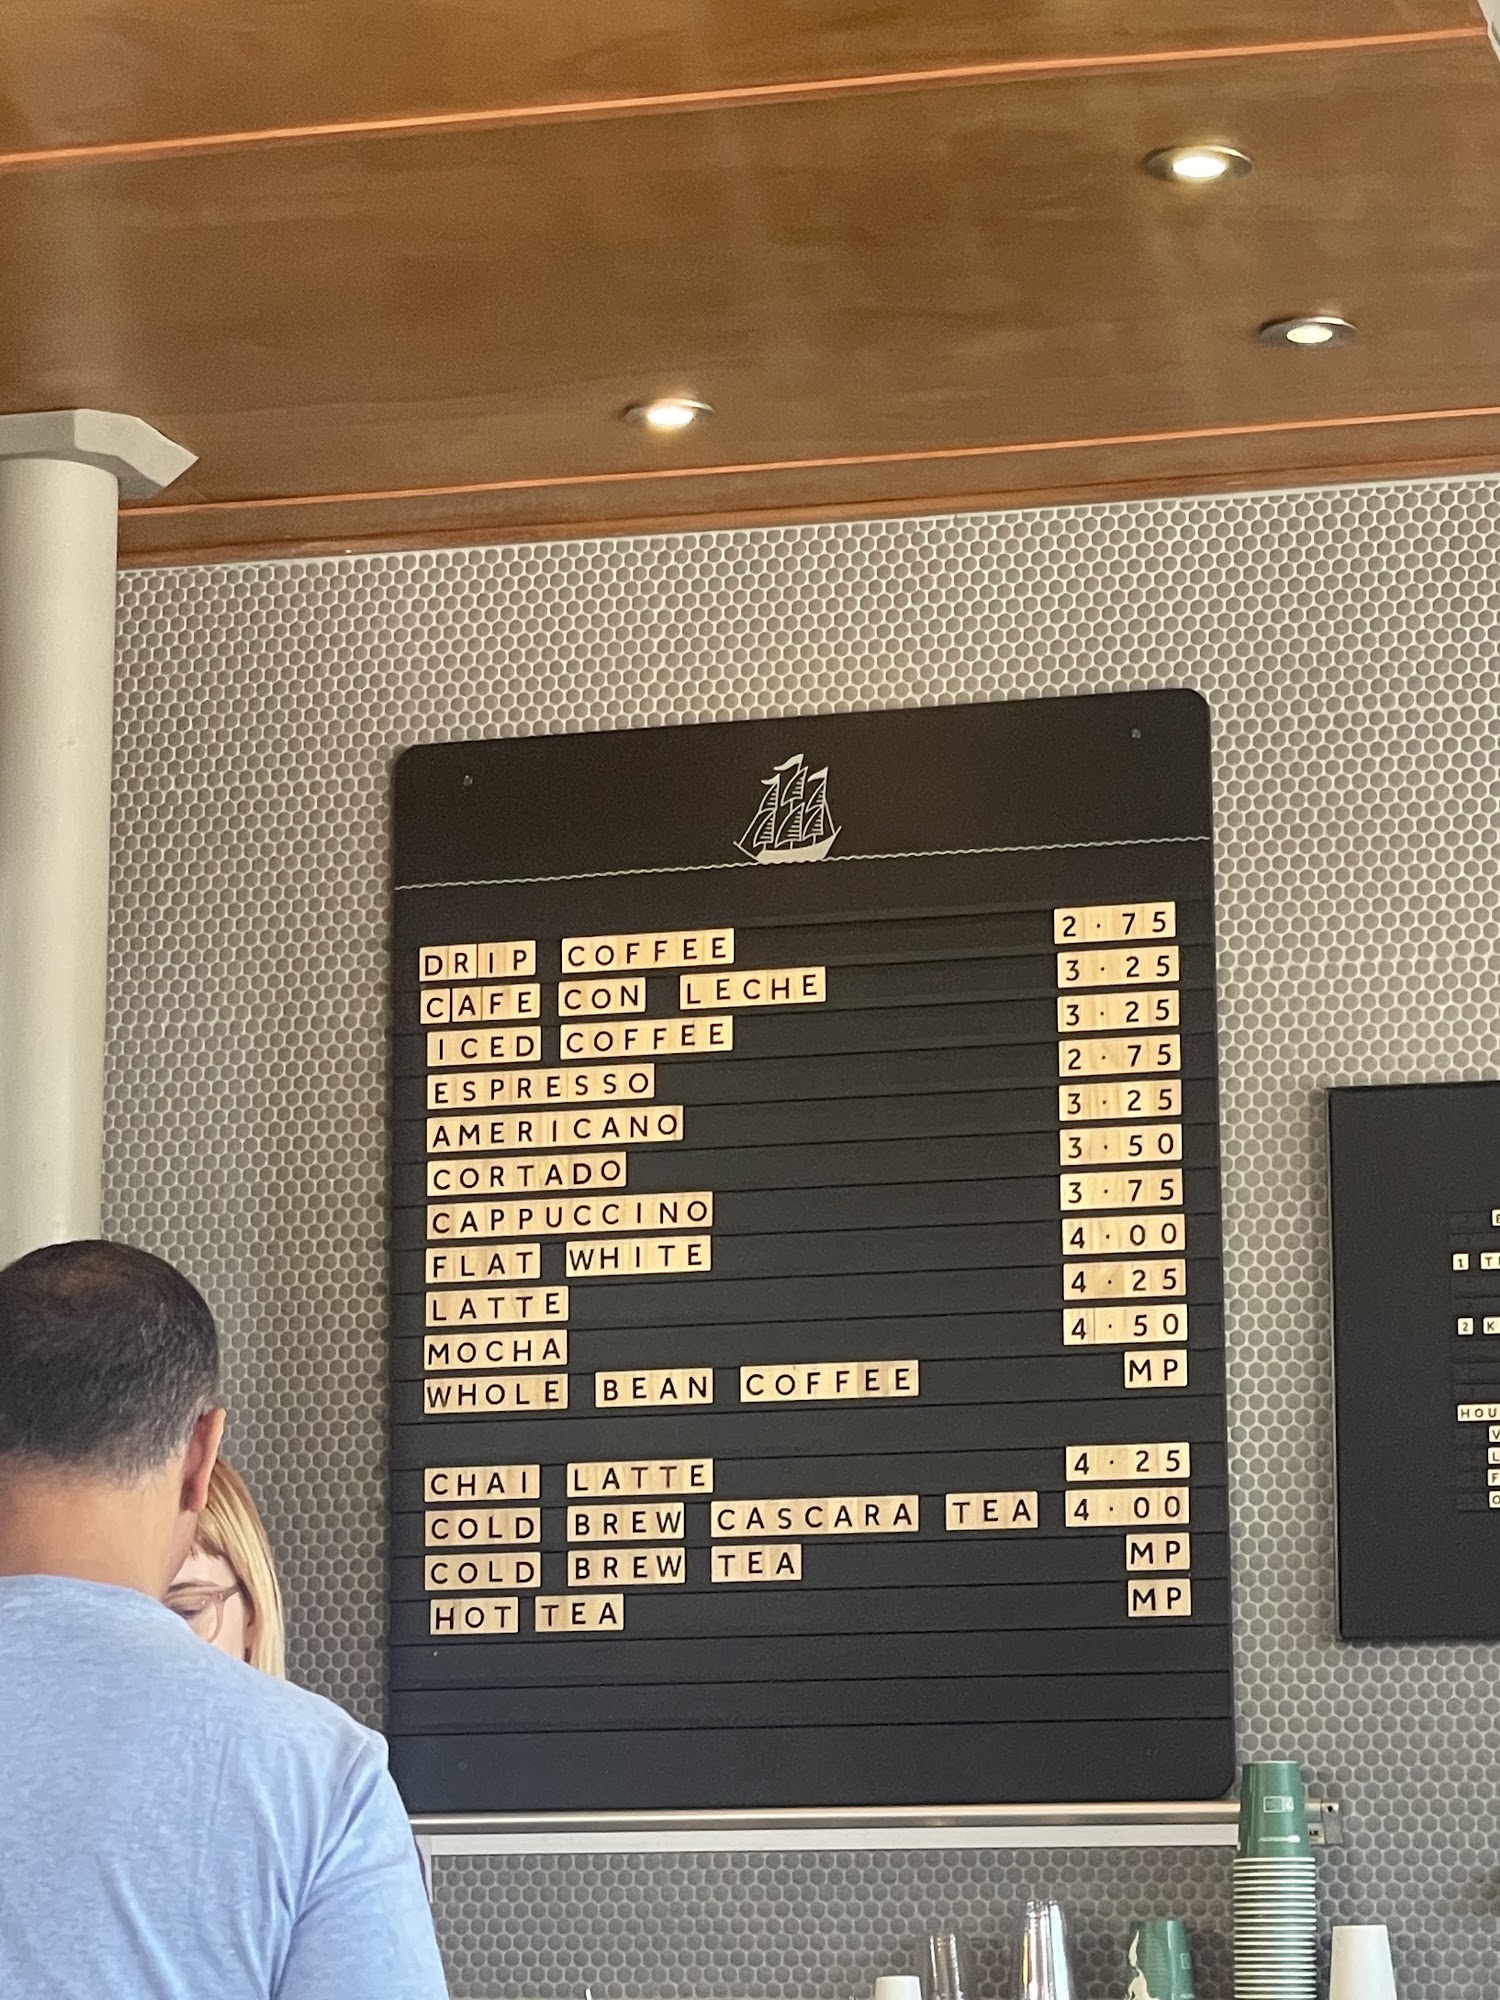 DRIP COFFEE 2.75
CAFE CON LECHE 3.25
ICED COFFEE 3.25
ESPRESSO 2.75
AMERICANO 3.25
CORTADO 3.50
CAPPUCCINO 3.75
FLAT WHITE 4.00
LATTE 4.25
MOCHA 4.50
WHOLE BEAN COFFEE MP
CHAI LATTE 4.25
COLD BREW CASCARA TEA 4.00
COLD BREW TEA MP
HOT TEA MP
1
2